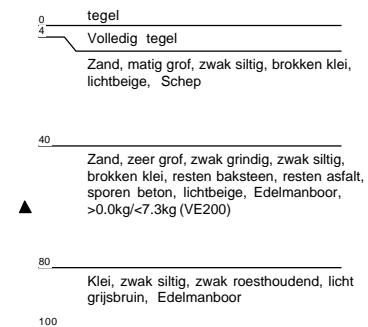 0
tegel
4
Volledig tegel
Zand, matig grof, zwak siltig, brokken klei,
lichtbeige, Schep
40
Zand, zeer grof, zwak grindig, zwak siltig,
brokken klei, resten baksteen, resten asfalt,
sporen beton, lichtbeige, Edelmanboor,
>0.0kg/<7.3kg (VE200)
80
Klei, zwak siltig, zwak roesthoudend, licht
grijsbruin, Edelmanboor
100